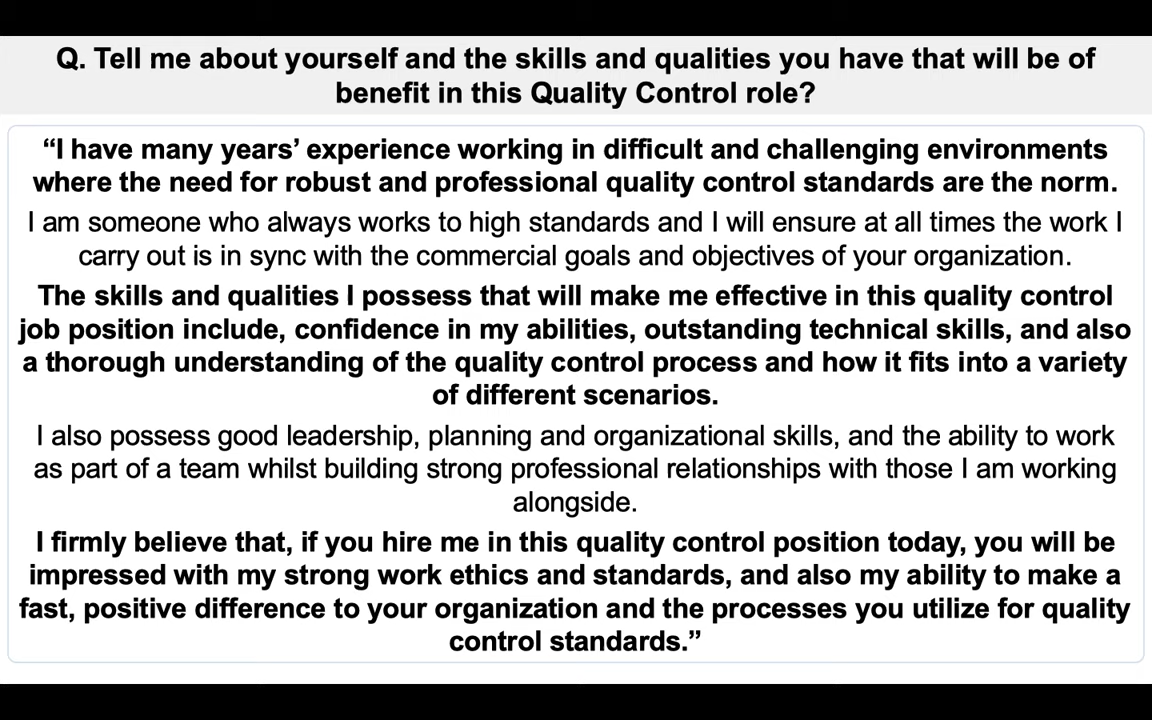 Q. Tell me about yourself and the skills and qualities you have that will be of
benefit in this Quality Control role?
“I have many years’ experience working in difficult and challenging environments
where the need for robust and professional quality control standards are the norm.
I am someone who always works to high standards and I will ensure at all times the work I
carry out is in sync with the commercial goals and objectives of your organization.
The skills and qualities I possess that will make me effective in this quality control
job position include, confidence in my abilities, outstanding technical skills, and also
a thorough understanding of the quality control process and how it fits into a variety
of different scenarios.
I also possess good leadership, planning and organizational skills, and the ability to work
as part of a team whilst building strong professional relationships with those I am working
alongside.
I firmly believe that, if you hire me in this quality control position today, you will be
impressed with my strong work ethics and standards, and also my ability to make a
fast, positive difference to your organization and the processes you utilize for quality
control standards.”